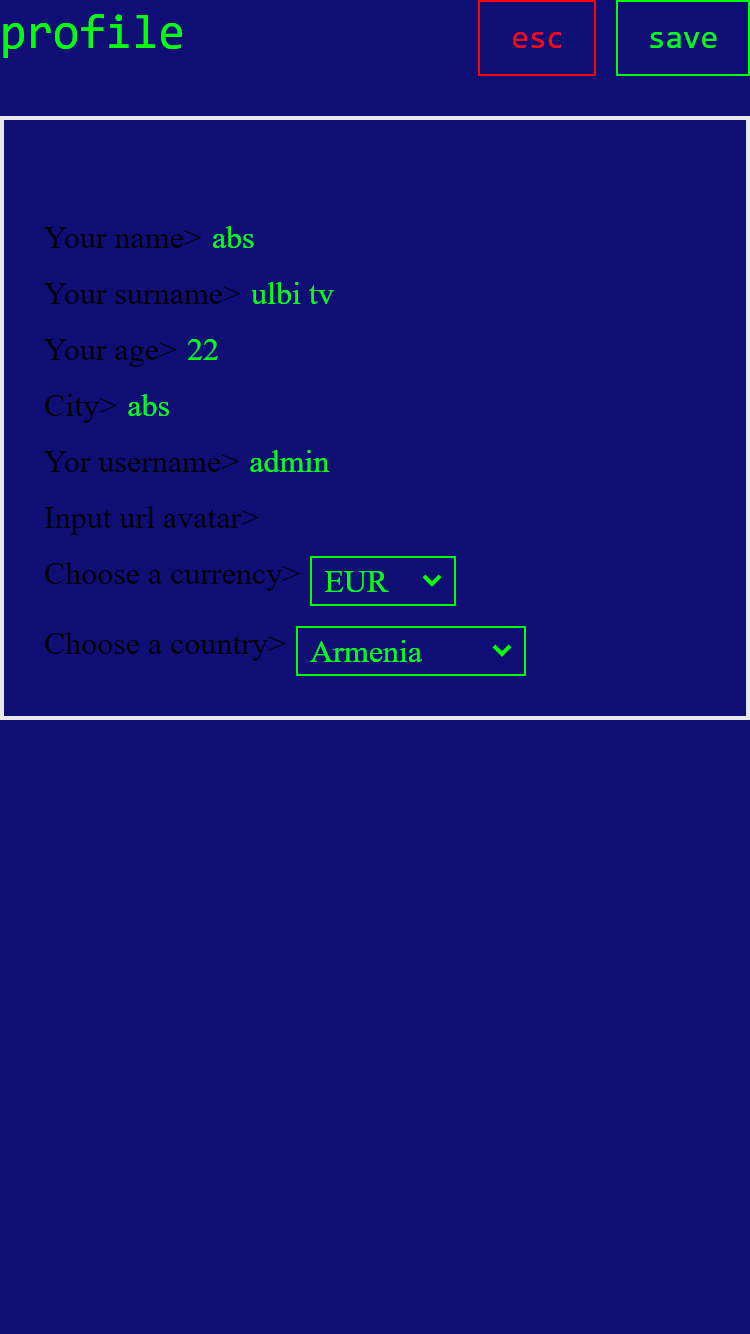 profile esc save
Your name> abs
Your surname> ulbi tv
Your age> 22
City> abs
Yor username> admin
Input url avatar>
Choose a currency> EUR
Choose a country> Armenia